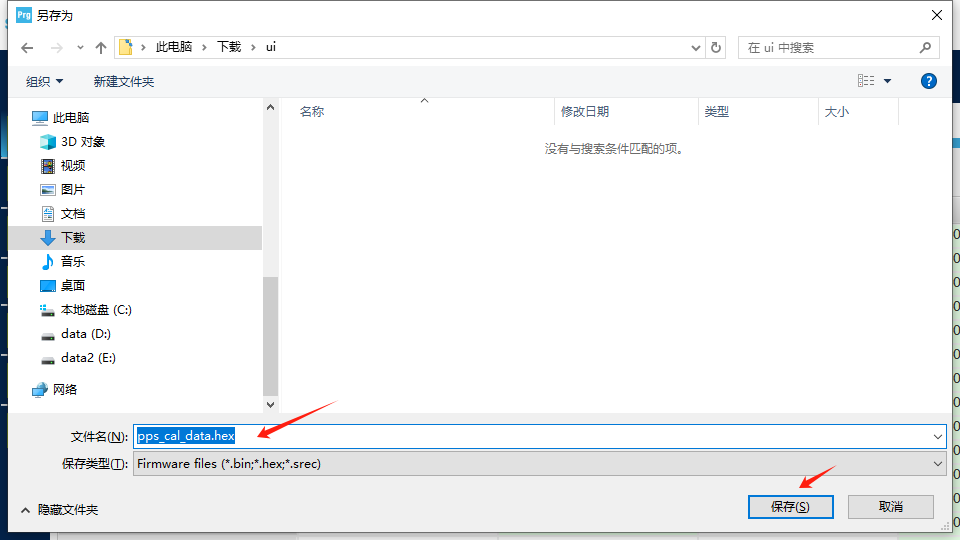 Prg 另存为
此电脑 下载 ui
在 ui 中搜索
组织 新建文件夹
名称 修改日期 类型 大小
没有与搜索条件匹配的项。
此电脑
3D 对象
视频
图片
文档
下载
音乐
桌面
本地磁盘 (C:)
data (D:)
data2 (E:)
网络
文件名(N): pps_cal_data.hex
保存类型(T): Firmware files (*.bin;*.hex;*.srec)
隐藏文件夹
保存(S) 取消